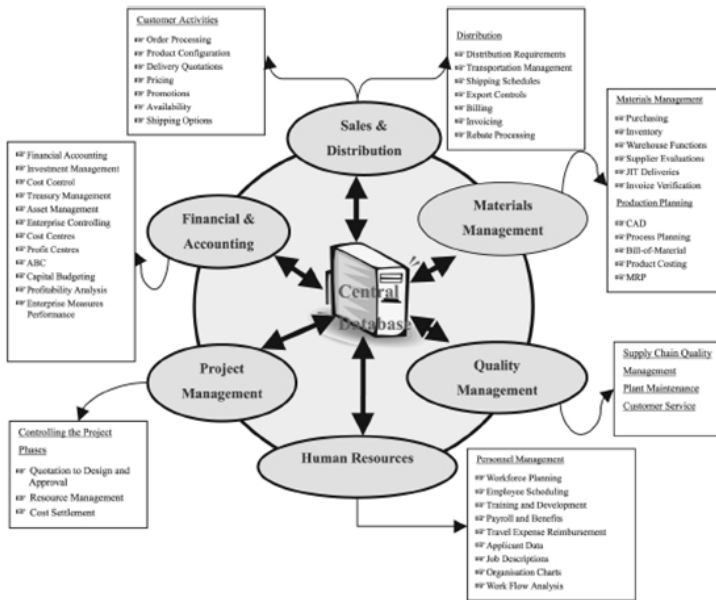 Customer Activities
Order Processing
Product Configuration
Delivery Quotations
Pricing
Promotions
Availability
Shipping Options
Distribution
Distribution Requirements
Transportation Management
Shipping Schedules
Export Controls
Billing
Invoicing
Rebate Processing
Sales &
Distribution
Materials Management
Purchasing
Inventory
Warehouse Functions
Supplier Evaluations
JIT Deliveries
Invoice Verification
Production Planning
CAD
Process Planning
Bill-of-Material
Product Costing
MRP
Financial Accounting
Investment Management
Cost Control
Treasury Management
Asset Management
Enterprise Controlling
Cost Centres
Profit Centres
ABC
Capital Budgeting
Profitability Analysis
Enterprise Measures
Performance
Financial &
Accounting
Materials
Management
Central
Database
Project
Management
Quality
Management
Supply Chain Quality
Management
Plant Maintenance
Customer Service
Controlling the Project
Phases
Quotation to Design and
Approval
Resource Management
Cost Settlement
Human Resources
Personnel Management
Workforce Planning
Employee Scheduling
Training and Development
Payroll and Benefits
Travel Expense Reimbursement
Applicant Data
Job Descriptions
Organisation Charts
Work Flow Analysis